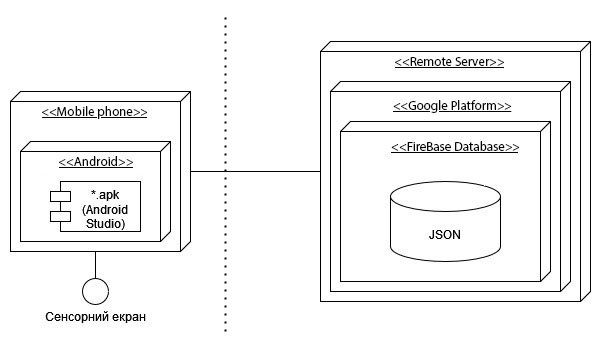 <<Mobile phone>>
<<Android>>
*.apk
(Android
Studio)
Сенсорний екран
<<Remote Server>>
<<Google Platform>>
<<FireBase Database>>
JSON